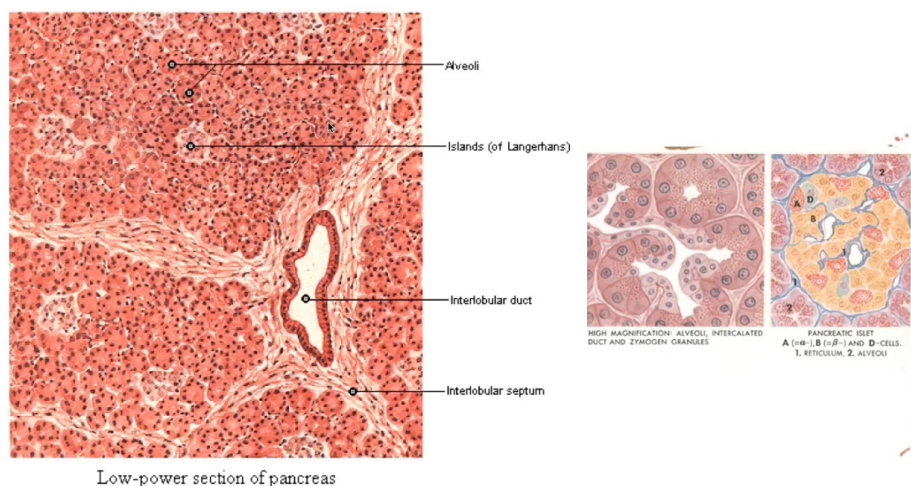 Alveoli
Islands (of Langerhans)
Interlobular duct
Interlobular septum
Low-power section of pancreas
HIGH MAGNIFICATION: ALVEOLI, INTERCALATED
DUCT AND ZYMOGEN GRANULES
A
D
B
2
1
1
2
PANCREATIC ISLET
A (=α-), B (=β-) AND D-CELLS.
1. RETICULUM, 2. ALVEOLI